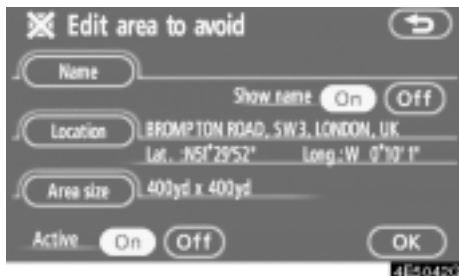 Edit area to avoid
Name
Show name On Off
Location BROMPTON ROAD, SW3, LONDON, UK
Lat. :N51°29'52" Long.:W 0°10' 1"
Area size 400yd x 400yd
Active On Off OK
4E5042G